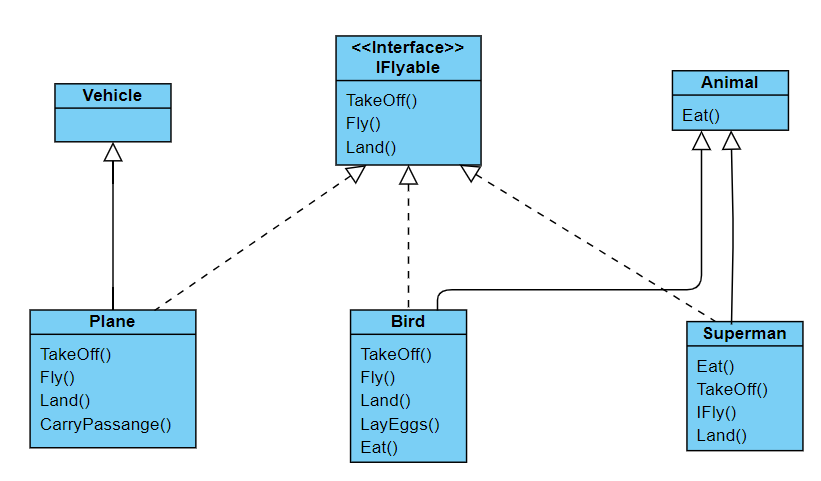 <<Interface>>
IFlyable
TakeOff()
Fly()
Land()
Vehicle
Animal
Eat()
Plane
TakeOff()
Fly()
Land()
CarryPassange()
Bird
TakeOff()
Fly()
Land()
LayEggs()
Eat()
Superman
Eat()
TakeOff()
IFly()
Land()